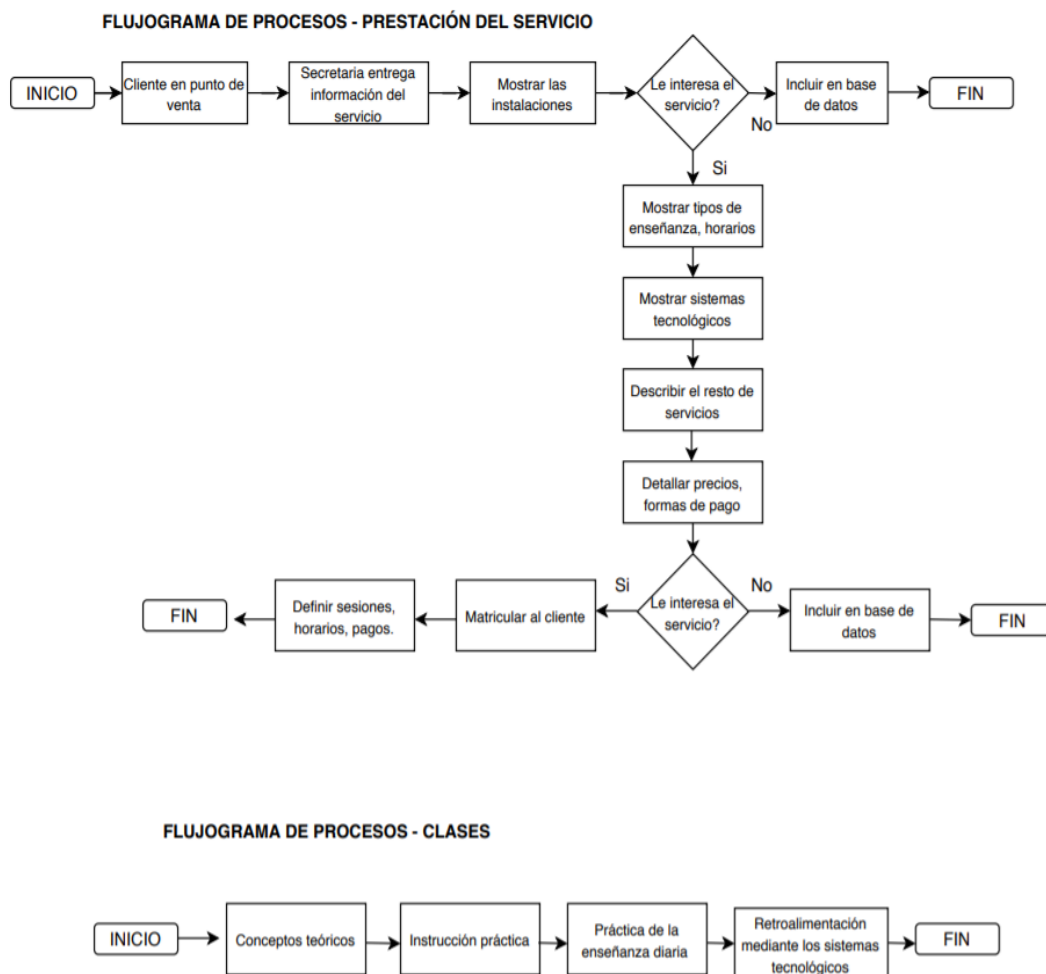 FLUJOGRAMA DE PROCESOS - PRESTACIÓN DEL SERVICIO
INICIO
Cliente en punto de
venta
Secretaria entrega
información del
servicio
Mostrar las
instalaciones
Le interesa el
servicio?
No
Incluir en base
de datos
FIN
Si
Mostrar tipos de
enseñanza, horarios
Mostrar sistemas
tecnológicos
Describir el resto de
servicios
Detallar precios,
formas de pago
Le interesa el
servicio?
Si
Matricular al cliente
Definir sesiones,
horarios, pagos.
FIN
No
Incluir en base de
datos
FIN
FLUJOGRAMA DE PROCESOS - CLASES
INICIO
Conceptos teóricos
Instrucción práctica
Práctica de la
enseñanza diaria
Retroalimentación
mediante los sistemas
tecnológicos
FIN